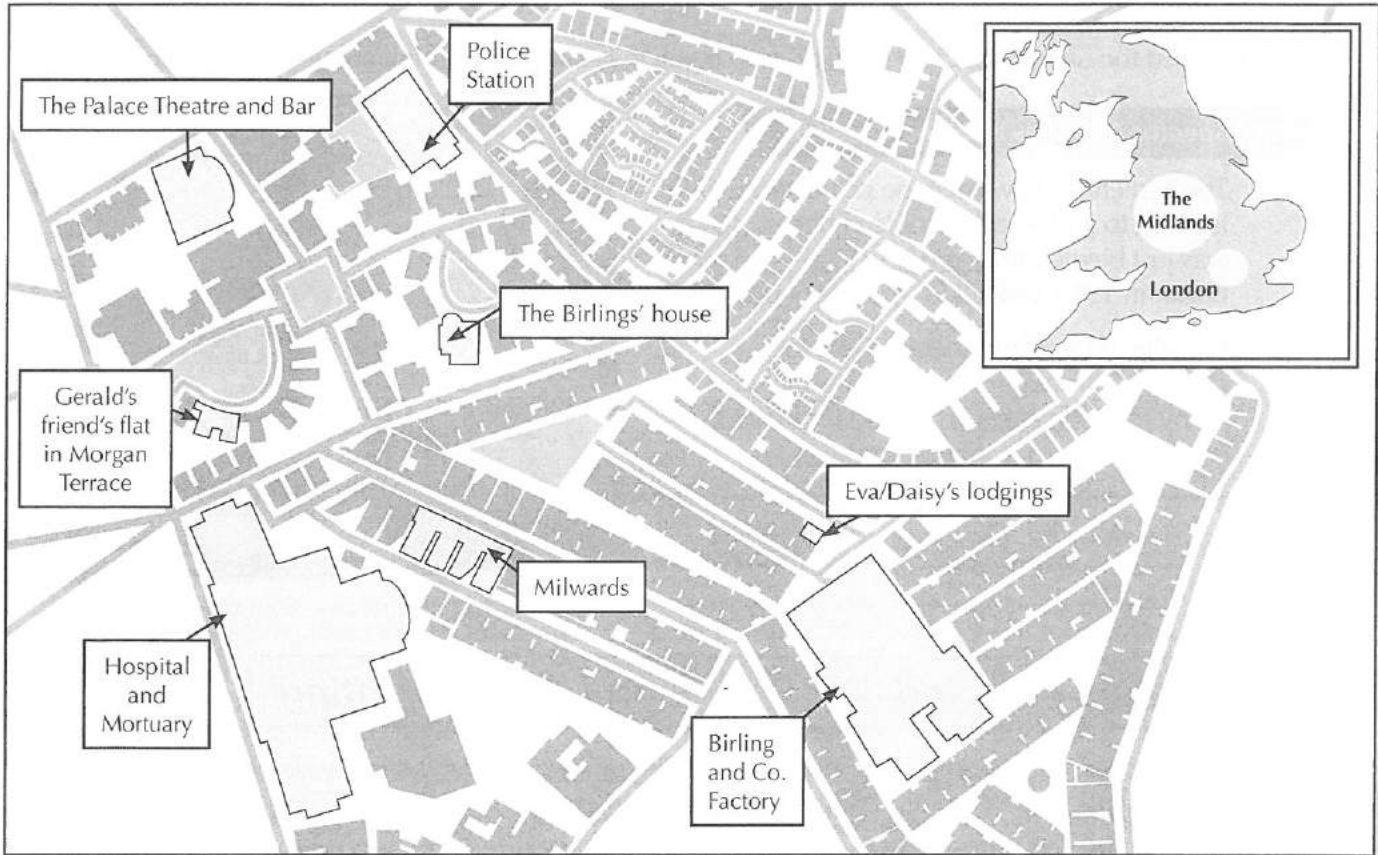 Police
Station
The Palace Theatre and Bar
The
Midlands
London
The Birlings' house
Gerald's
friend's flat
in Morgan
Terrace
Eva/Daisy's lodgings
Milwards
Hospital
and
Mortuary
Birling
and Co.
Factory